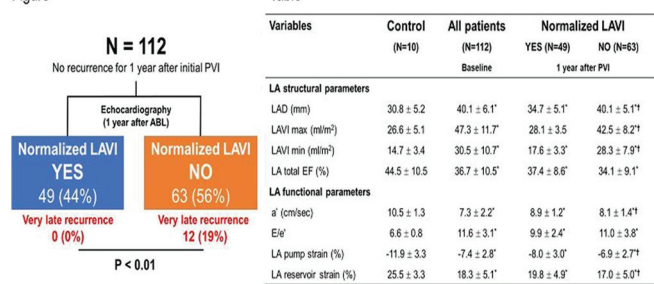 N = 112
No recurrence for 1 year after initial PVI
Echocardiography
(1 year after ABL)
Normalized LAVI
YES
49 (44%)
Normalized LAVI
NO
63 (56%)
Very late recurrence
0 (0%)
Very late recurrence
12 (19%)
P < 0.01
Variables Control All patients Normalized LAVI
(N=10) (N=112) YES (N=49) NO (N=63)
Baseline 1 year after PVI
LA structural parameters
LAD (mm) 30.8 ± 5.2 40.1 ± 6.1* 34.7 ± 5.1* 40.1 ± 5.1*†
LAVI max (ml/m²) 26.6 ± 5.1 47.3 ± 11.7* 28.1 ± 3.5 42.5 ± 8.2*†
LAVI min (ml/m²) 14.7 ± 3.4 30.5 ± 10.7* 17.6 ± 3.3* 28.3 ± 7.9*†
LA total EF (%) 44.5 ± 10.5 36.7 ± 10.5* 37.4 ± 8.6* 34.1 ± 9.1*
LA functional parameters
a' (cm/sec) 10.5 ± 1.3 7.3 ± 2.2* 8.9 ± 1.2* 8.1 ± 1.4*†
E/e' 6.6 ± 0.8 11.6 ± 3.1* 9.9 ± 2.4* 11.0 ± 3.8*
LA pump strain (%) -11.9 ± 3.3 -7.4 ± 2.8* -8.0 ± 3.0* -6.9 ± 2.7*†
LA reservoir strain (%) 25.5 ± 3.3 18.3 ± 5.1* 19.8 ± 4.9* 17.0 ± 5.0*†